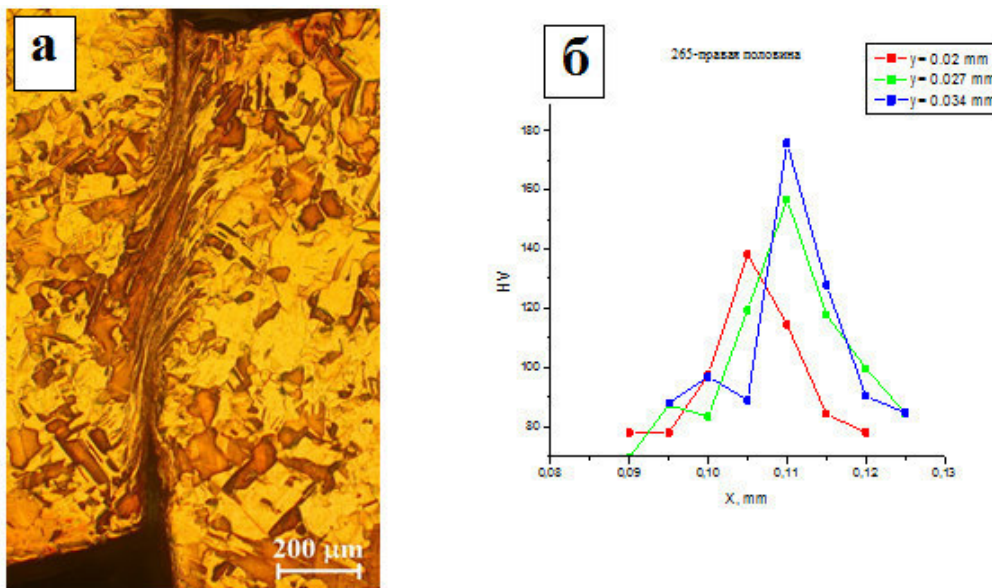 а
200 μm
б
265-правая половина
y= 0.02 mm
y= 0.027 mm
y= 0.034 mm
HV
180
160
140
120
100
80
0,08
0,09
0,10
0,11
0,12
0,13
X, mm